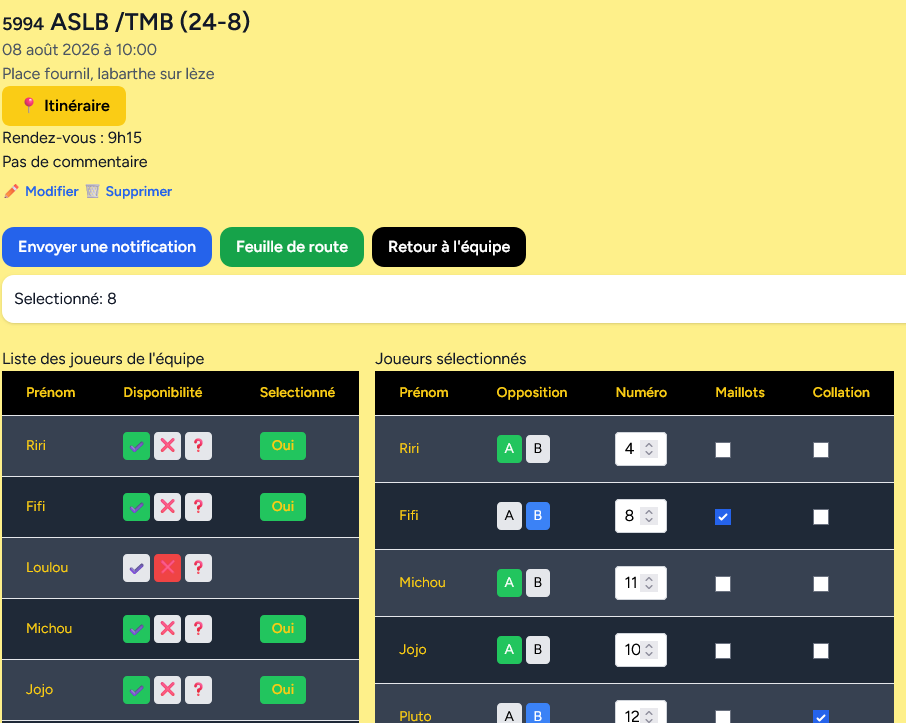 5994 ASLB /TMB (24-8)
08 août 2026 à 10:00
Place fournil, labarthe sur lèze
Itinéraire
Rendez-vous : 9h15
Pas de commentaire
Modifier Supprimer
Envoyer une notification Feuille de route Retour à l'équipe
Selectionné: 8
Liste des joueurs de l'équipe
Prénom Disponibilité Selectionné
Riri ? Oui
Fifi ? Oui
Loulou ?
Michou ? Oui
Jojo ? Oui
Joueurs sélectionnés
Prénom Opposition Numéro Maillots Collation
Riri A B 4
Fifi A B 8
Michou A B 11
Jojo A B 10
Pluto A B 12